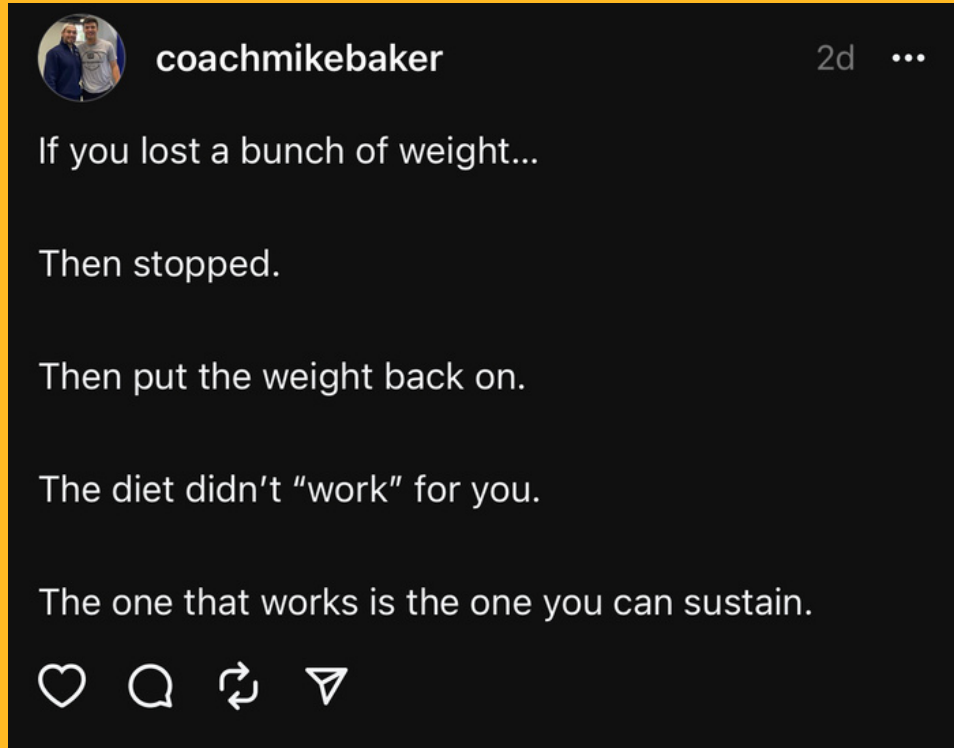 coachmikebaker 2d
If you lost a bunch of weight...
Then stopped.
Then put the weight back on.
The diet didn’t “work” for you.
The one that works is the one you can sustain.